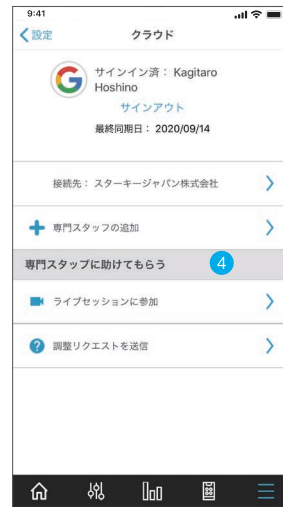 9:41
設定
クラウド
サインイン済： Kagitaro
Hoshino
サインアウト
最終同期日： 2020/09/14
接続先： スターキージャパン株式会社
専門スタッフの追加
専門スタップに助けてもらう 4
ライブセッションに参加
調整リクエストを送信